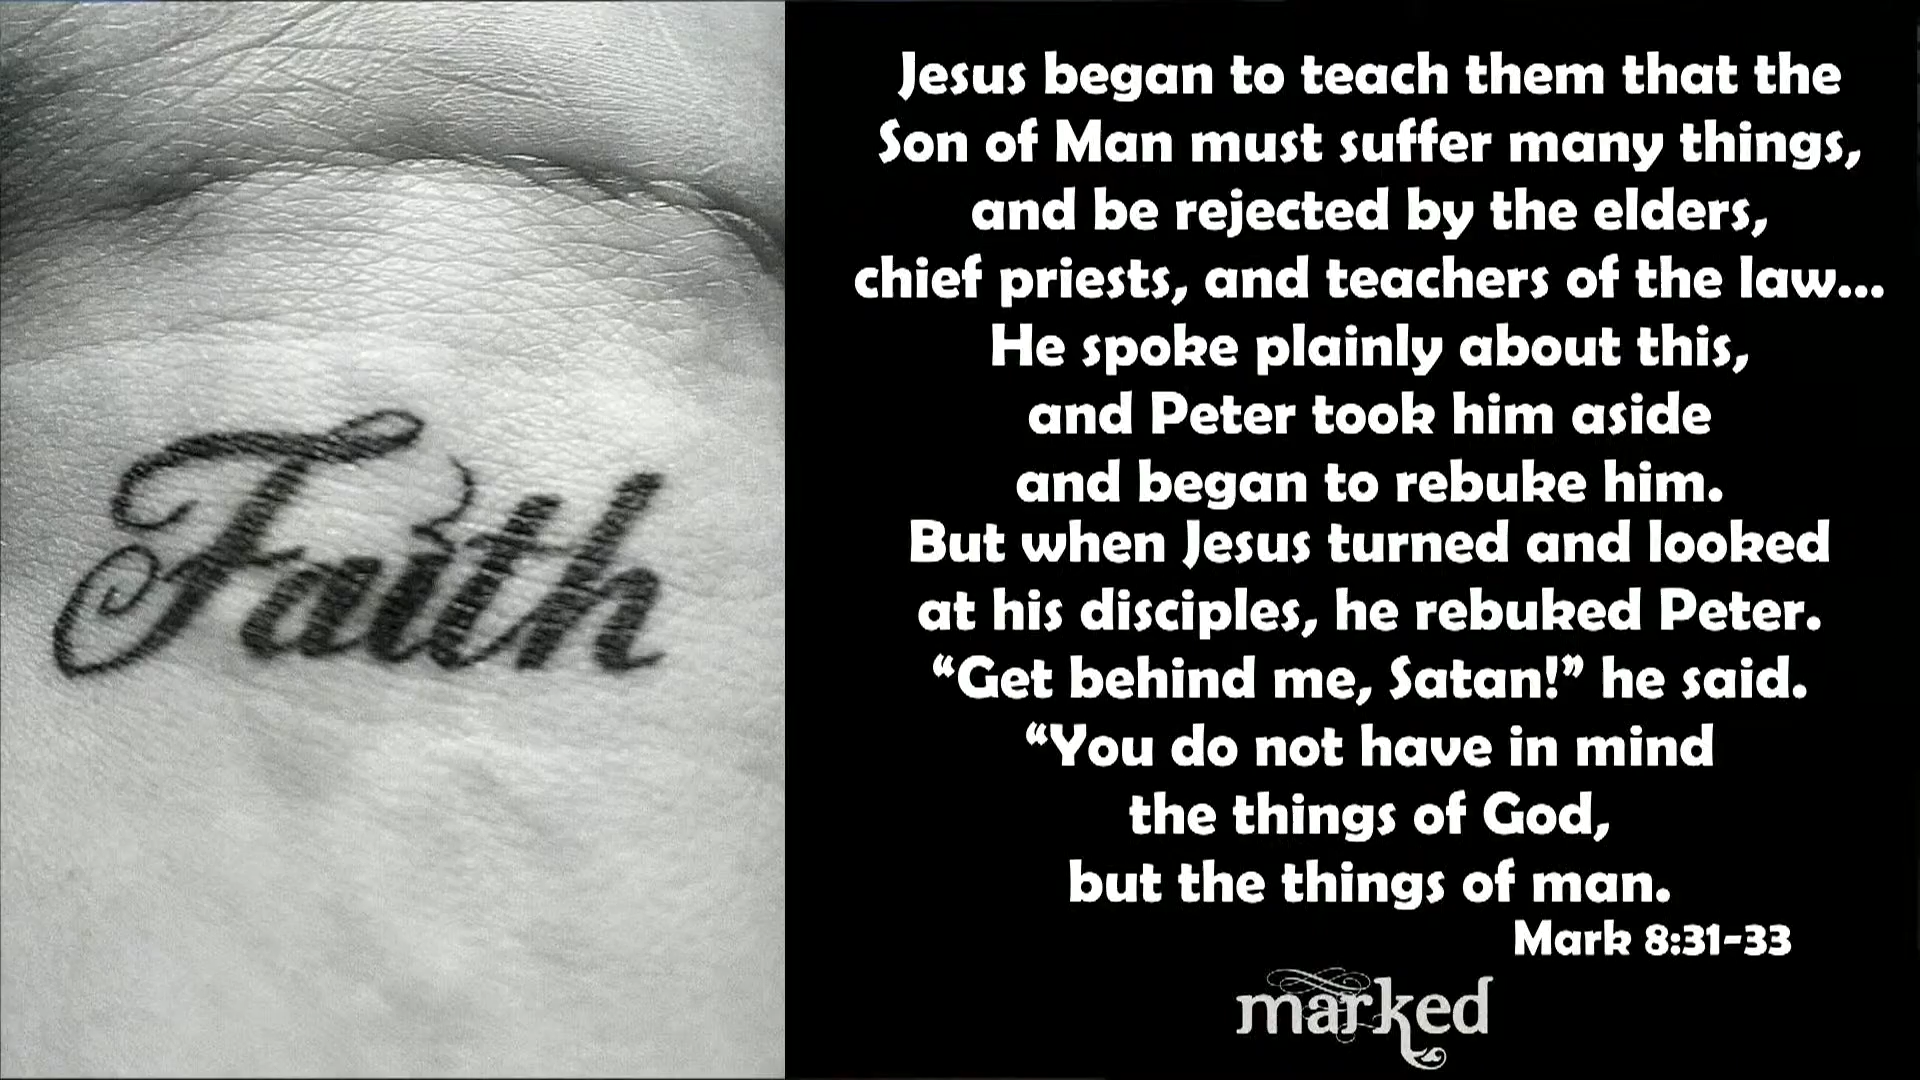 Faith
Jesus began to teach them that the
Son of Man must suffer many things,
and be rejected by the elders,
chief priests, and teachers of the law...
He spoke plainly about this,
and Peter took him aside
and began to rebuke him.
But when Jesus turned and looked
at his disciples, he rebuked Peter.
“Get behind me, Satan!” he said.
“You do not have in mind
the things of God,
but the things of man.
Mark 8:31-33
marked